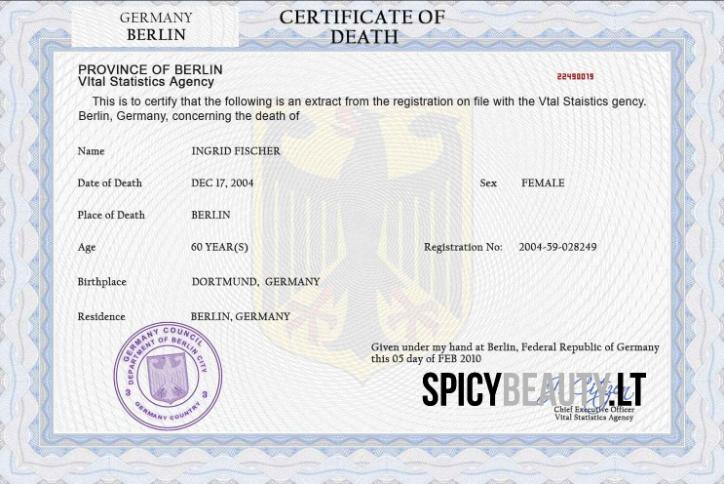 GERMANY
BERLIN
CERTIFICATE OF
DEATH
PROVINCE OF BERLIN
VItal Statistics Agency
22490019
This is to certify that the following is an extract from the registration on file with the Vtal Staistics gency.
Berlin, Germany, concerning the death of
Name INGRID FISCHER
Date of Death DEC 17, 2004 Sex FEMALE
Place of Death BERLIN
Age 60 YEAR(S) Registration No: 2004-59-028249
Birthplace DORTMUND, GERMANY
Residence BERLIN, GERMANY
GERMANY COUNCIL
DEPARTMENT OF BERLIN CITY
3 3
GERMANY COUNTRY
Given under my hand at Berlin, Federal Republic of Germany
this 05 day of FEB 2010
SPICYBEAUTY.LT
Chief Executive Officer
Vital Statistics Agency